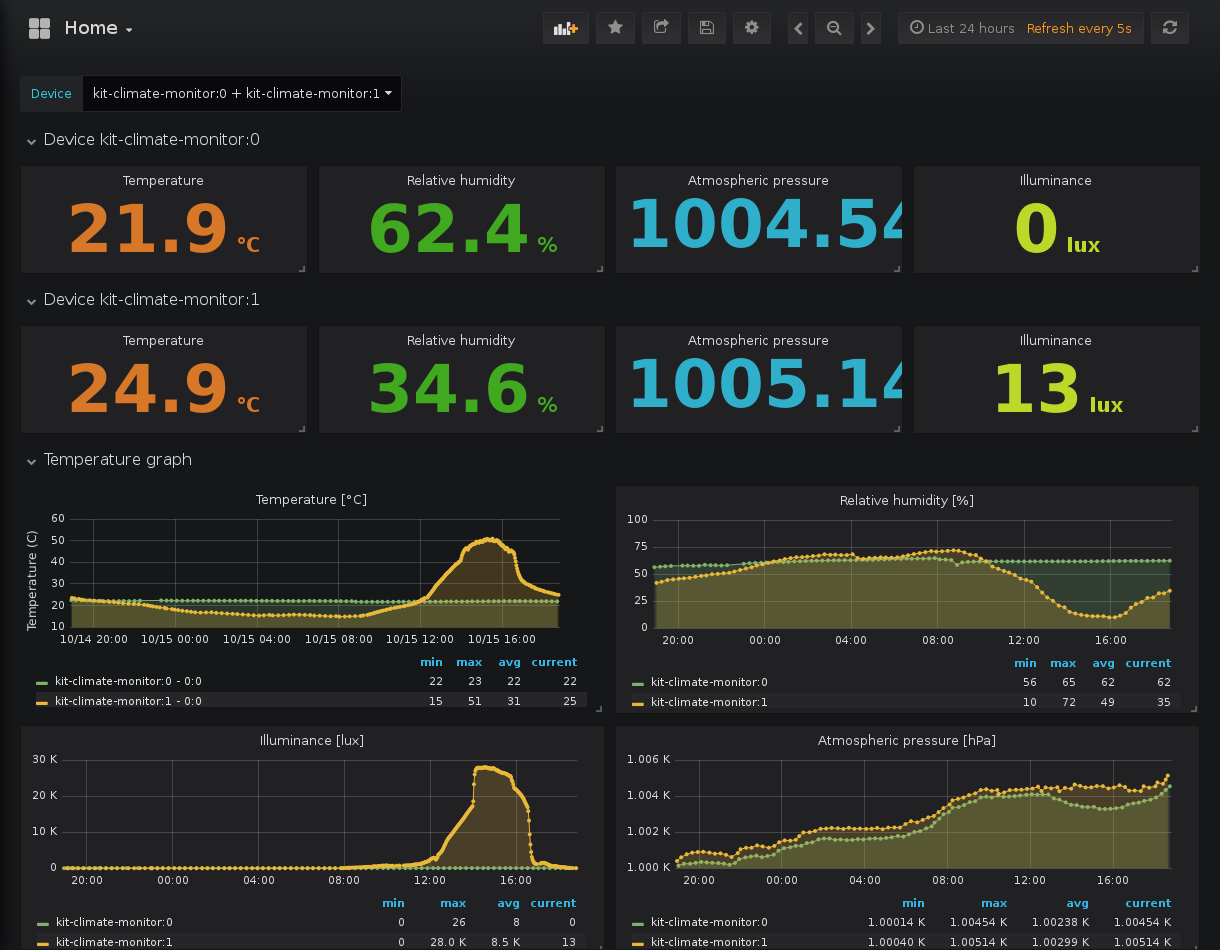 Home
Last 24 hours Refresh every 5s
Device kit-climate-monitor:0 + kit-climate-monitor:1
Device kit-climate-monitor:0
Temperature Relative humidity Atmospheric pressure Illuminance
21.9 °C 62.4 % 1004.54 0 lux
Device kit-climate-monitor:1
Temperature Relative humidity Atmospheric pressure Illuminance
24.9 °C 34.6 % 1005.14 13 lux
Temperature graph
Temperature [°C]
Temperature (C)
60
50
40
30
20
10
10/14 20:00 10/15 00:00 10/15 04:00 10/15 08:00 10/15 12:00 10/15 16:00
min max avg current
kit-climate-monitor:0 - 0:0 22 23 22 22
kit-climate-monitor:1 - 0:0 15 51 31 25
Relative humidity [%]
100
75
50
25
0
20:00 00:00 04:00 08:00 12:00 16:00
min max avg current
kit-climate-monitor:0 56 65 62 62
kit-climate-monitor:1 10 72 49 35
Illuminance [lux]
30 K
20 K
10 K
0
20:00 00:00 04:00 08:00 12:00 16:00
min max avg current
kit-climate-monitor:0 0 26 8 0
kit-climate-monitor:1 0 28.0 K 8.5 K 13
Atmospheric pressure [hPa]
1.006 K
1.004 K
1.002 K
1.000 K
20:00 00:00 04:00 08:00 12:00 16:00
min max avg current
kit-climate-monitor:0 1.00014 K 1.00454 K 1.00238 K 1.00454 K
kit-climate-monitor:1 1.00040 K 1.00514 K 1.00299 K 1.00514 K